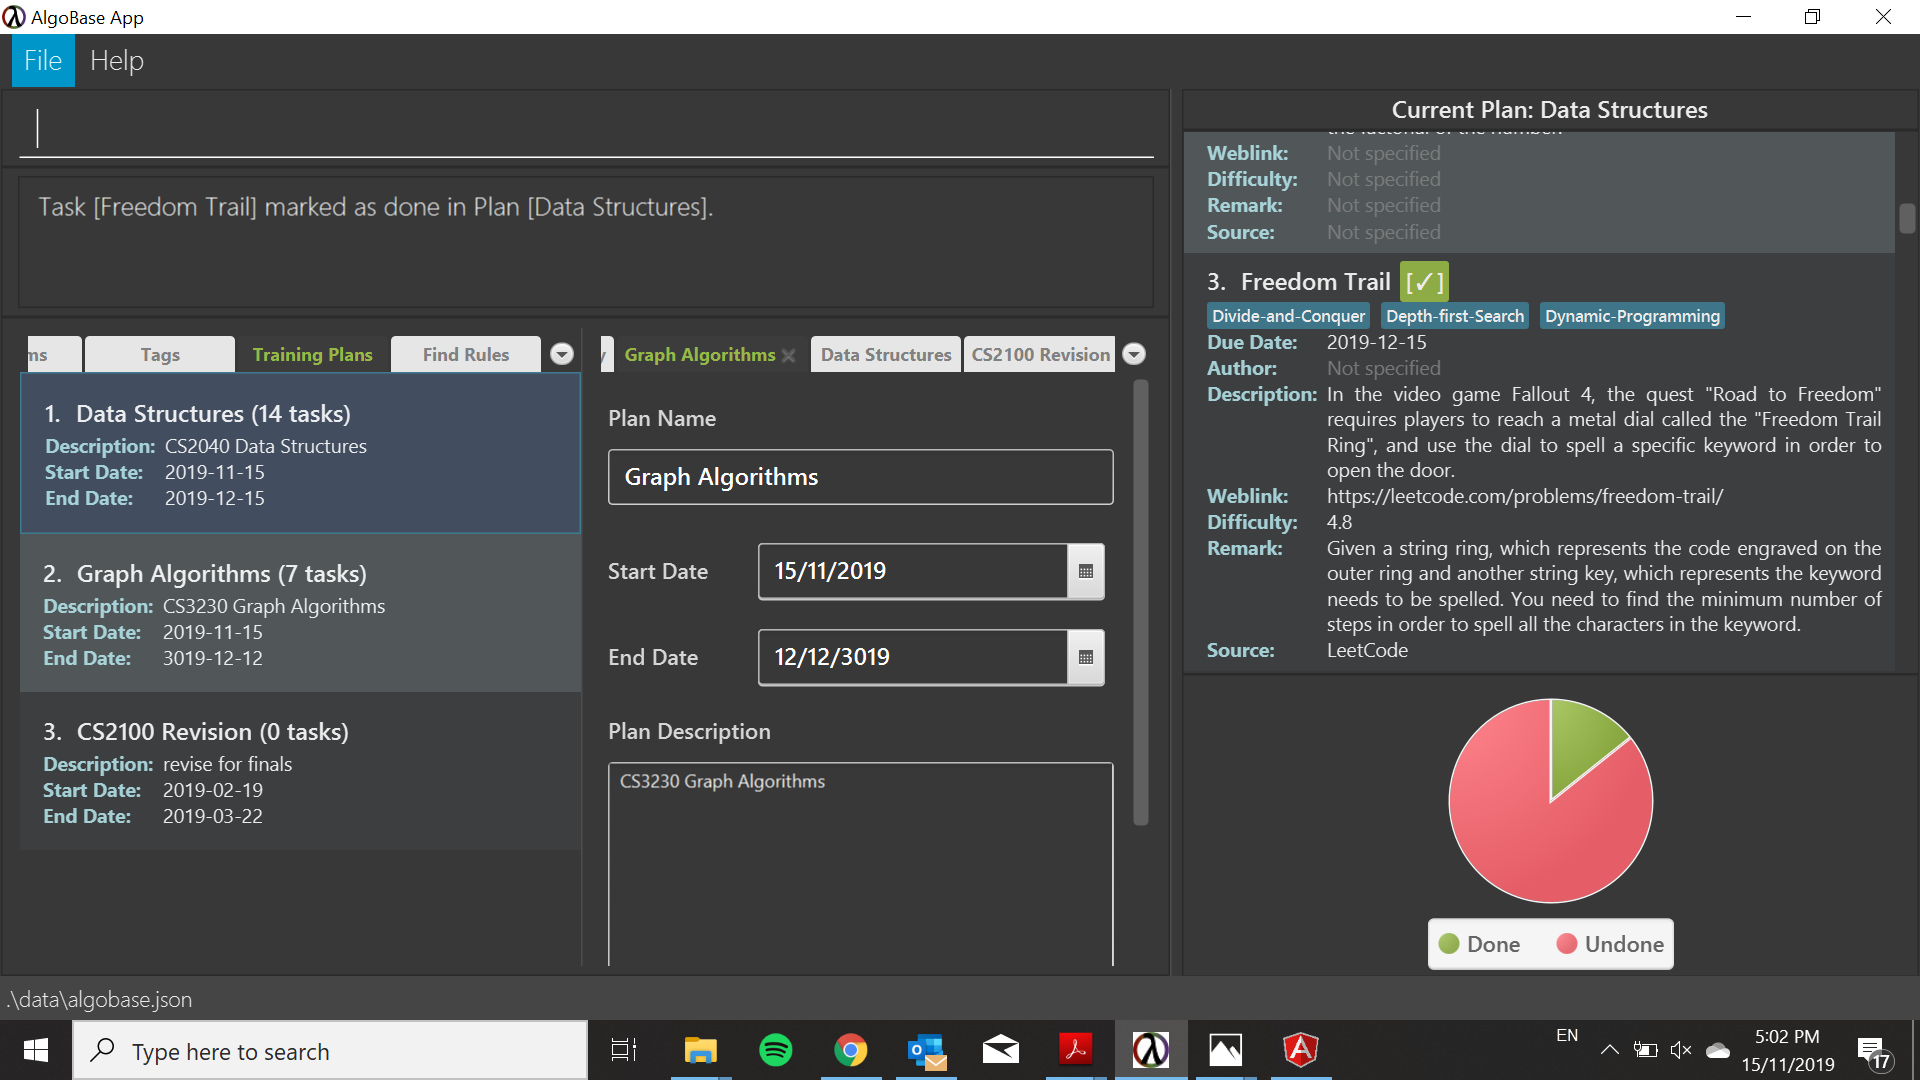 AlgoBase App
File Help
Task [Freedom Trail] marked as done in Plan [Data Structures].
ms Tags Training Plans Find Rules
1. Data Structures (14 tasks)
Description: CS2040 Data Structures
Start Date: 2019-11-15
End Date: 2019-12-15
2. Graph Algorithms (7 tasks)
Description: CS3230 Graph Algorithms
Start Date: 2019-11-15
End Date: 3019-12-12
3. CS2100 Revision (0 tasks)
Description: revise for finals
Start Date: 2019-02-19
End Date: 2019-03-22
Graph Algorithms Data Structures CS2100 Revision
Plan Name
Graph Algorithms
Start Date 15/11/2019
End Date 12/12/3019
Plan Description
CS3230 Graph Algorithms
Current Plan: Data Structures
the factorial of the number.
Weblink: Not specified
Difficulty: Not specified
Remark: Not specified
Source: Not specified
3. Freedom Trail [✓]
Divide-and-Conquer Depth-first-Search Dynamic-Programming
Due Date: 2019-12-15
Author: Not specified
Description: In the video game Fallout 4, the quest "Road to Freedom"
requires players to reach a metal dial called the "Freedom Trail
Ring", and use the dial to spell a specific keyword in order to
open the door.
Weblink: https://leetcode.com/problems/freedom-trail/
Difficulty: 4.8
Remark: Given a string ring, which represents the code engraved on the
outer ring and another string key, which represents the keyword
needs to be spelled. You need to find the minimum number of
steps in order to spell all the characters in the keyword.
Source: LeetCode
Done Undone
.\data\algobase.json
Type here to search
EN
5:02 PM
15/11/2019
17